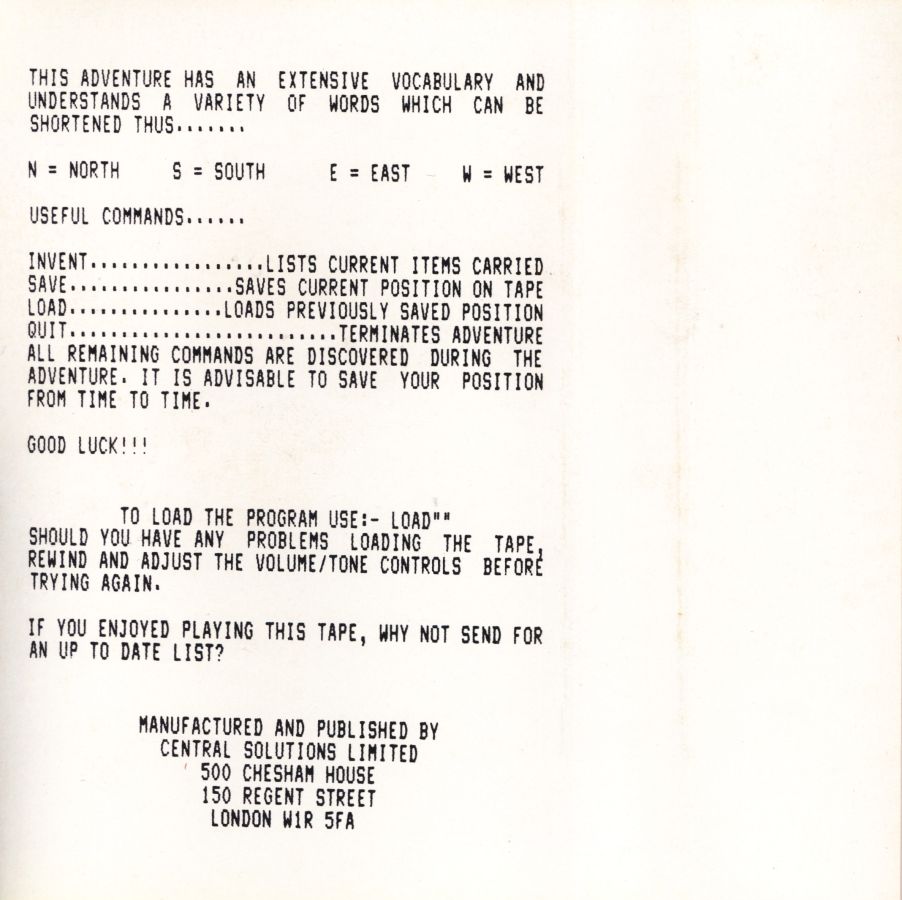 THIS ADVENTURE HAS AN EXTENSIVE VOCABULARY AND
UNDERSTANDS A VARIETY OF WORDS WHICH CAN BE
SHORTENED THUS.......
N = NORTH S = SOUTH E = EAST W = WEST
USEFUL COMMANDS......
INVENT.................LISTS CURRENT ITEMS CARRIED
SAVE................SAVES CURRENT POSITION ON TAPE
LOAD...............LOADS PREVIOUSLY SAVED POSITION
QUIT..........................TERMINATES ADVENTURE
ALL REMAINING COMMANDS ARE DISCOVERED DURING THE
ADVENTURE. IT IS ADVISABLE TO SAVE YOUR POSITION
FROM TIME TO TIME.
GOOD LUCK!!!
TO LOAD THE PROGRAM USE:- LOAD""
SHOULD YOU HAVE ANY PROBLEMS LOADING THE TAPE,
REWIND AND ADJUST THE VOLUME/TONE CONTROLS BEFORE
TRYING AGAIN.
IF YOU ENJOYED PLAYING THIS TAPE, WHY NOT SEND FOR
AN UP TO DATE LIST?
MANUFACTURED AND PUBLISHED BY
CENTRAL SOLUTIONS LIMITED
500 CHESHAM HOUSE
150 REGENT STREET
LONDON W1R 5FA